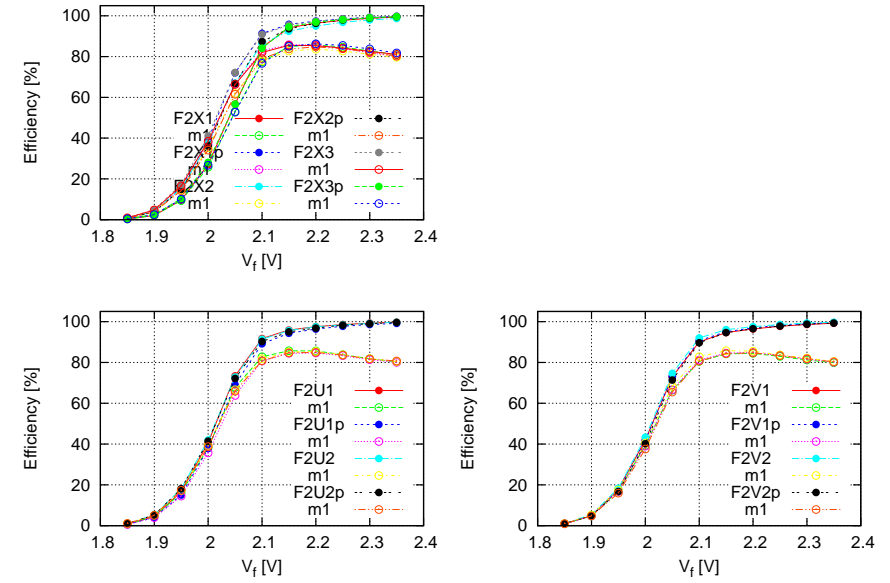 Efficiency [%]
100
80
60
40
20
0
F2X1 F2X2p
m1 m1
F2X1p F2X3
m1 m1
F2X2 F2X3p
m1 m1
1.8 1.9 2 2.1 2.2 2.3 2.4
Vf [V]
Efficiency [%]
100
80
60
40
20
0
F2U1
m1
F2U1p
m1
F2U2
m1
F2U2p
m1
1.8 1.9 2 2.1 2.2 2.3 2.4
Vf [V]
Efficiency [%]
100
80
60
40
20
0
F2V1
m1
F2V1p
m1
F2V2
m1
F2V2p
m1
1.8 1.9 2 2.1 2.2 2.3 2.4
Vf [V]